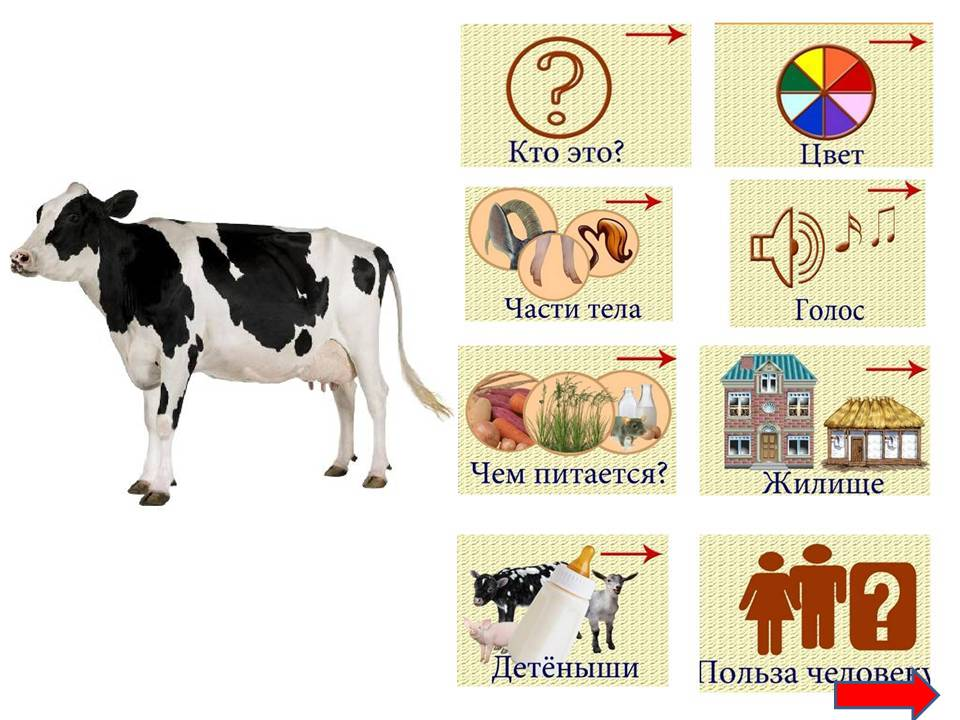 Кто это?
Цвет
Части тела
Голос
Чем питается?
Жилище
Детёныши
Польза человеку